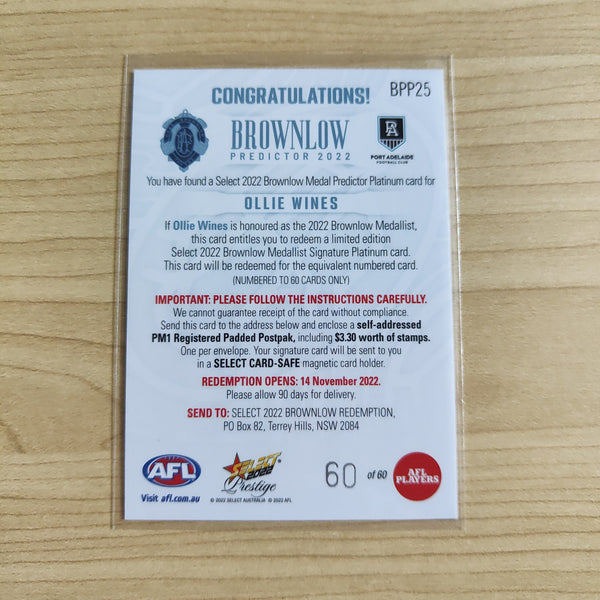 CONGRATULATIONS!
BPP25
BROWNLOW
PREDICTOR 2022
PA
PORT ADELAIDE
FOOTBALL CLUB
You have found a Select 2022 Brownlow Medal Predictor Platinum card for
OLLIE WINES
If Ollie Wines is honoured as the 2022 Brownlow Medallist,
this card entitles you to redeem a limited edition
Select 2022 Brownlow Medallist Signature Platinum card.
This card will be redeemed for the equivalent numbered card.
(NUMBERED TO 60 CARDS ONLY)
IMPORTANT: PLEASE FOLLOW THE INSTRUCTIONS CAREFULLY.
We cannot guarantee receipt of the card without compliance.
Send this card to the address below and enclose a self-addressed
PM1 Registered Padded Postpak, including $3.30 worth of stamps.
One per envelope. Your signature card will be sent to you
in a SELECT CARD-SAFE magnetic card holder.
REDEMPTION OPENS: 14 November 2022.
Please allow 90 days for delivery.
SEND TO: SELECT 2022 BROWNLOW REDEMPTION,
PO Box 82, Terrey Hills, NSW 2084
AFL
Visit afl.com.au
SELECT
2022
Prestige
© 2022 SELECT AUSTRALIA © 2022 AFL
60 of 60
AFL
PLAYERS